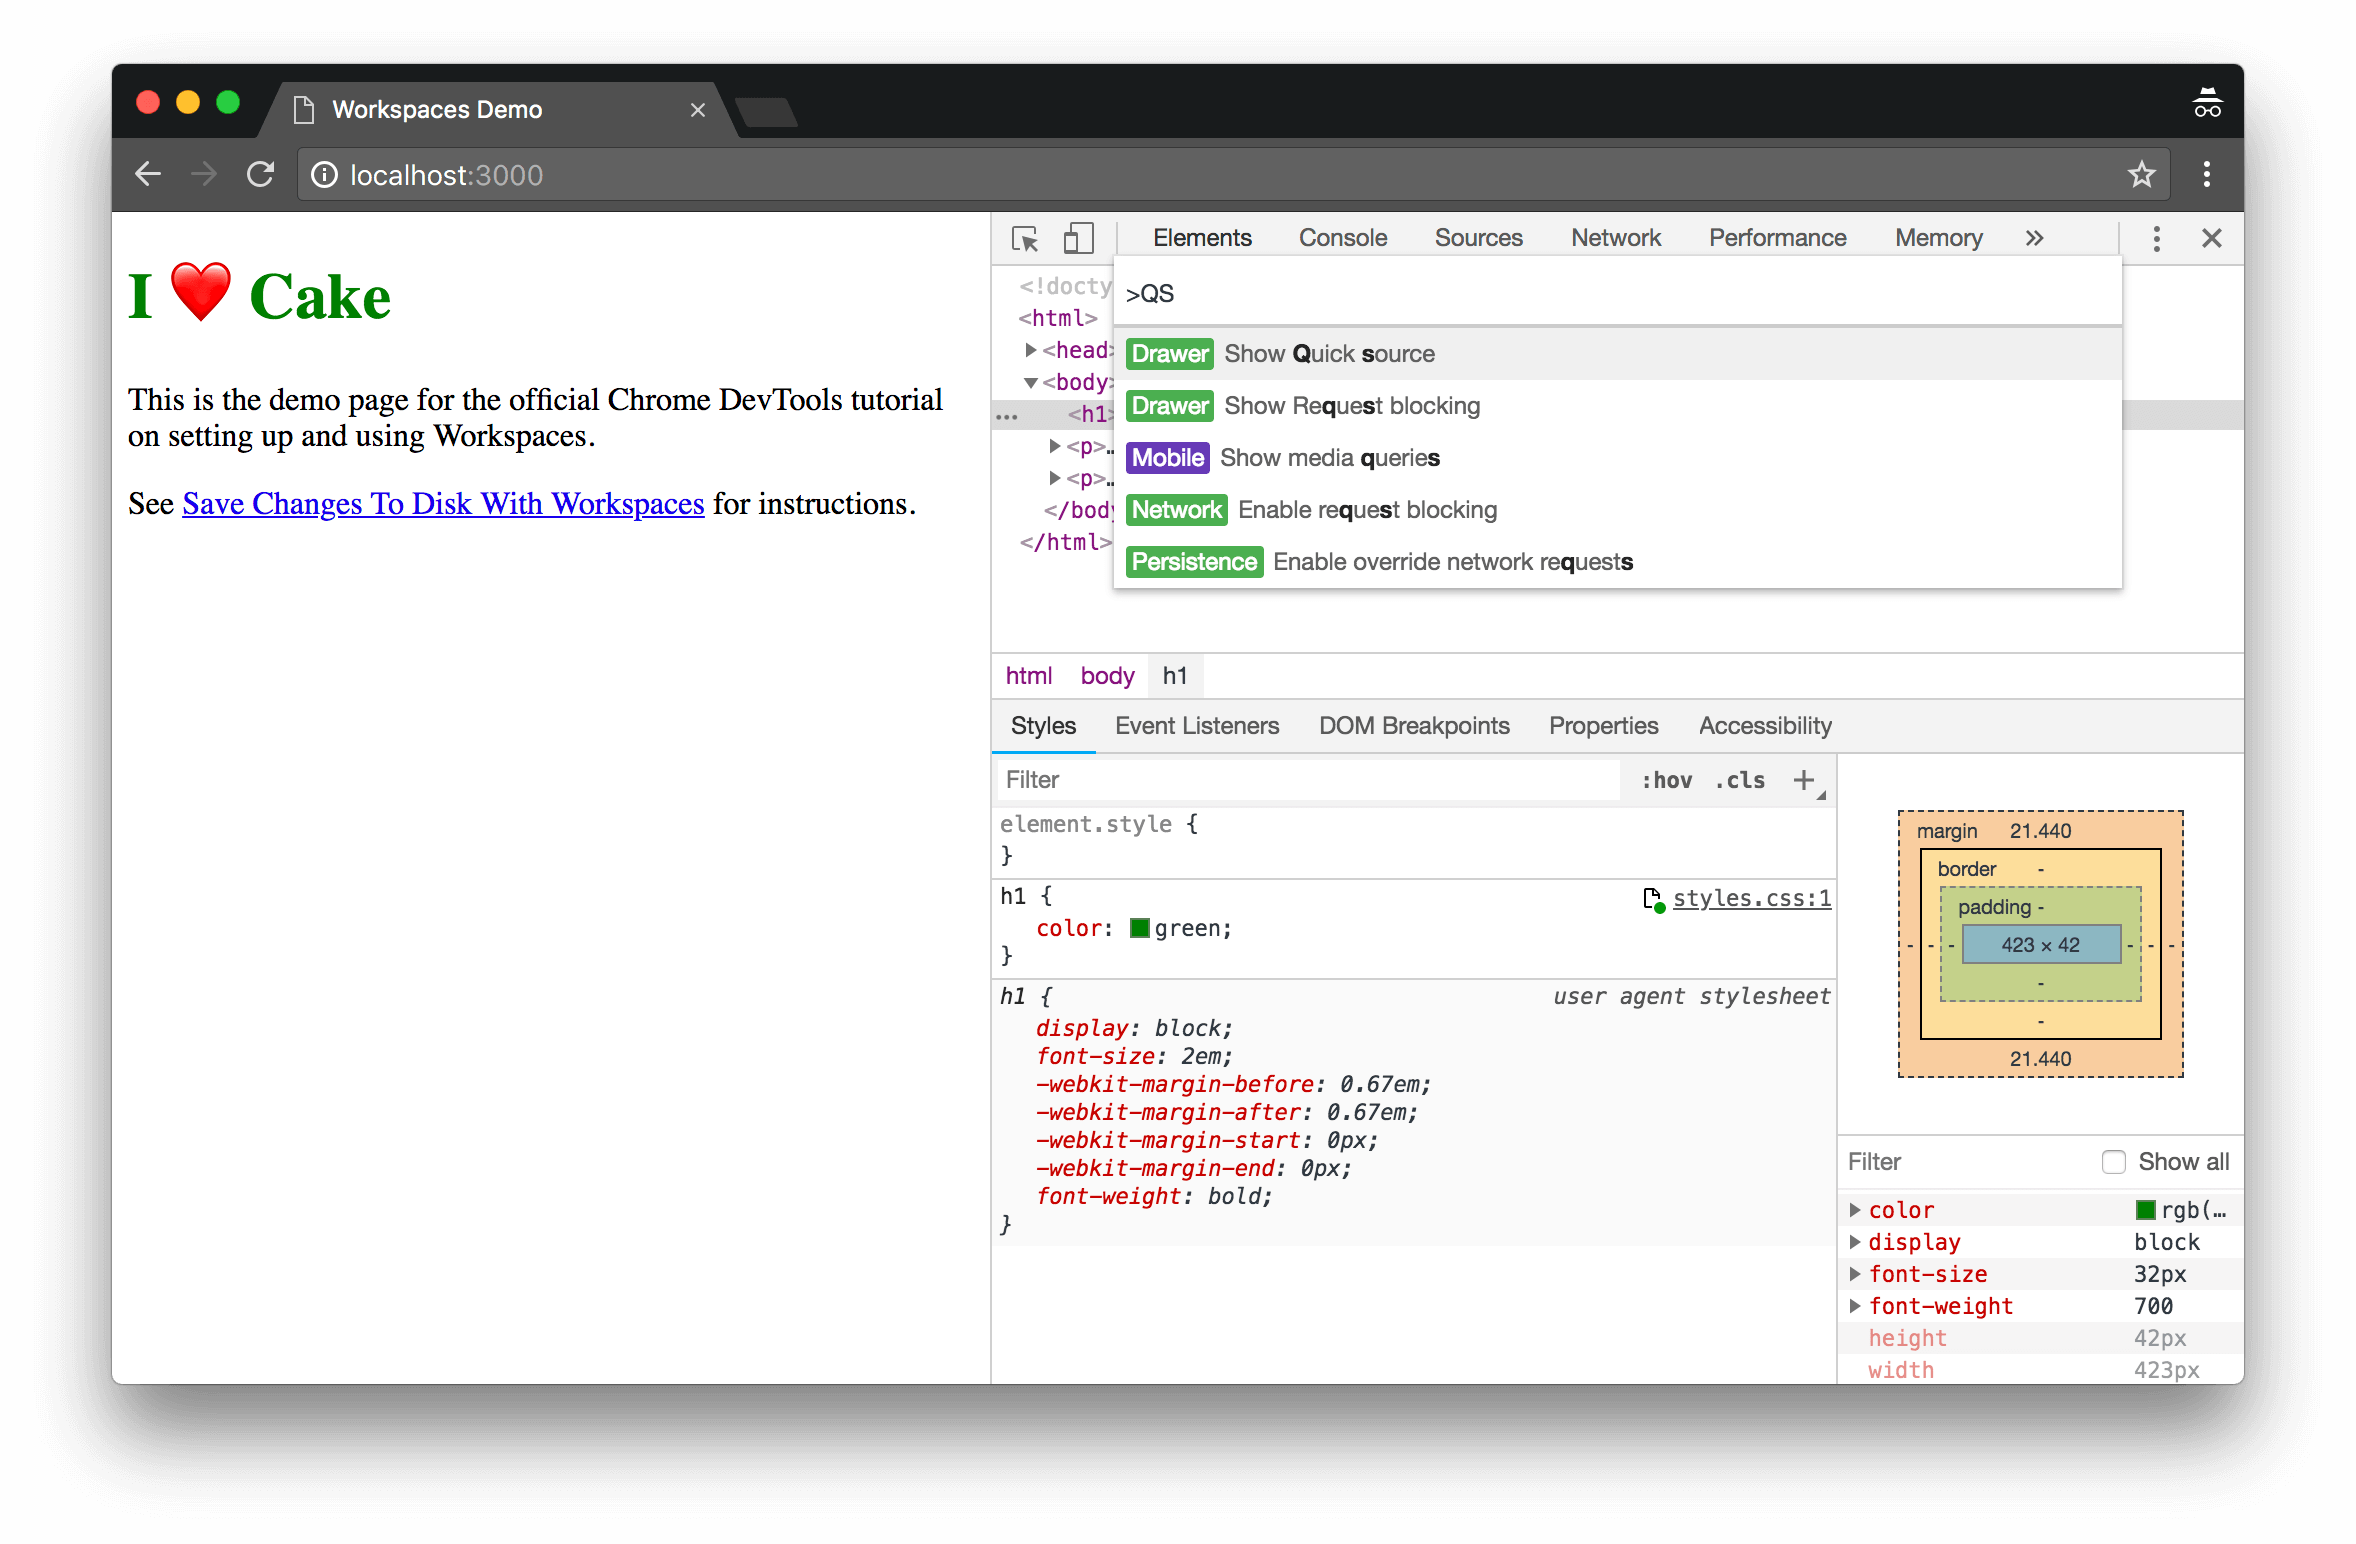 Workspaces Demo
localhost:3000
I ❤️ Cake
This is the demo page for the official Chrome DevTools tutorial
on setting up and using Workspaces.
See Save Changes To Disk With Workspaces for instructions.
Elements Console Sources Network Performance Memory »
>QS
Drawer Show Quick source
Drawer Show Request blocking
Mobile Show media queries
Network Enable request blocking
Persistence Enable override network requests
<!docty
<html>
▶<head>
▼<body>
… <h1>
▶<p>…
▶<p>…
</body
</html>
html body h1
Styles Event Listeners DOM Breakpoints Properties Accessibility
Filter :hov .cls +
element.style {
}
h1 { styles.css:1
color: green;
}
h1 { user agent stylesheet
display: block;
font-size: 2em;
-webkit-margin-before: 0.67em;
-webkit-margin-after: 0.67em;
-webkit-margin-start: 0px;
-webkit-margin-end: 0px;
font-weight: bold;
}
margin 21.440
border -
padding -
- - - 423 × 42 - - -
-
-
21.440
Filter Show all
color rgb(…
display block
font-size 32px
font-weight 700
height 42px
width 423px